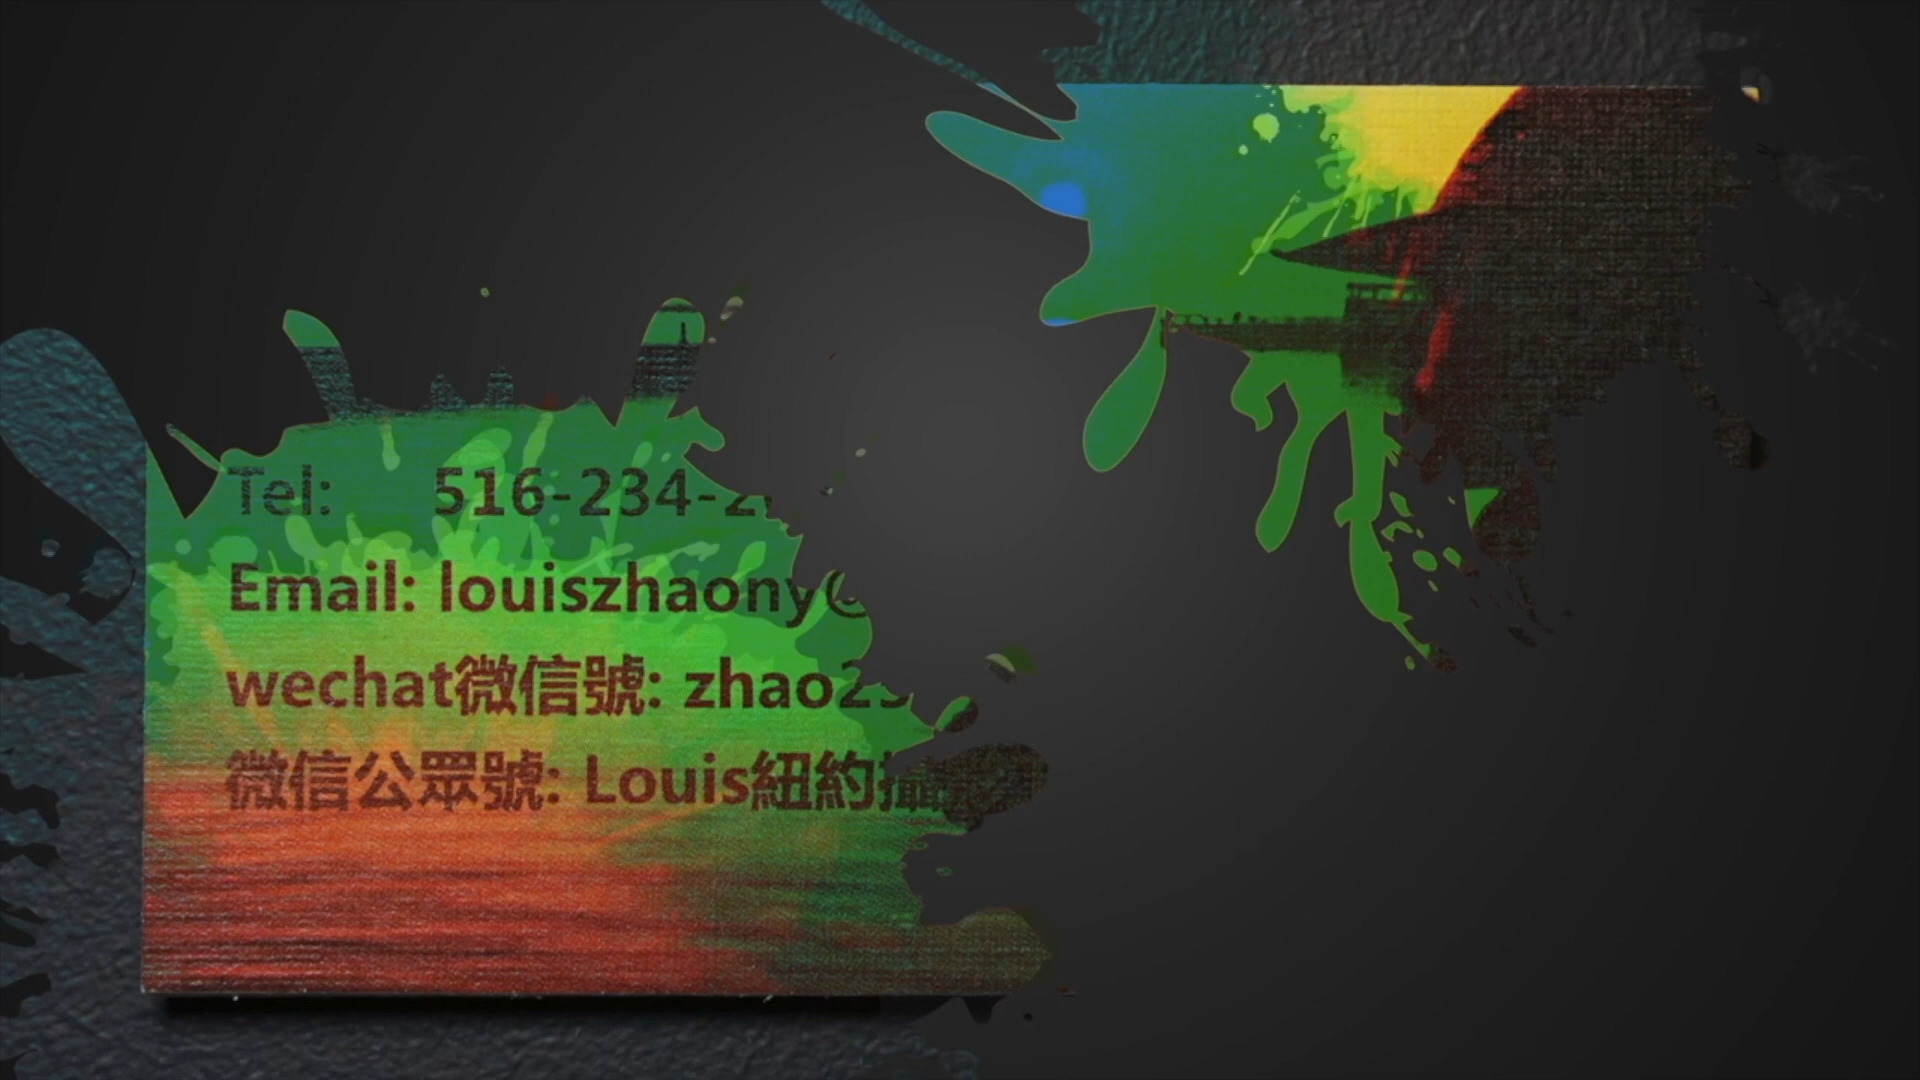 Tel: 516-234-2
Email: louiszhaony@
wechat微信號: zhao2
微信公眾號: Louis紐約攝